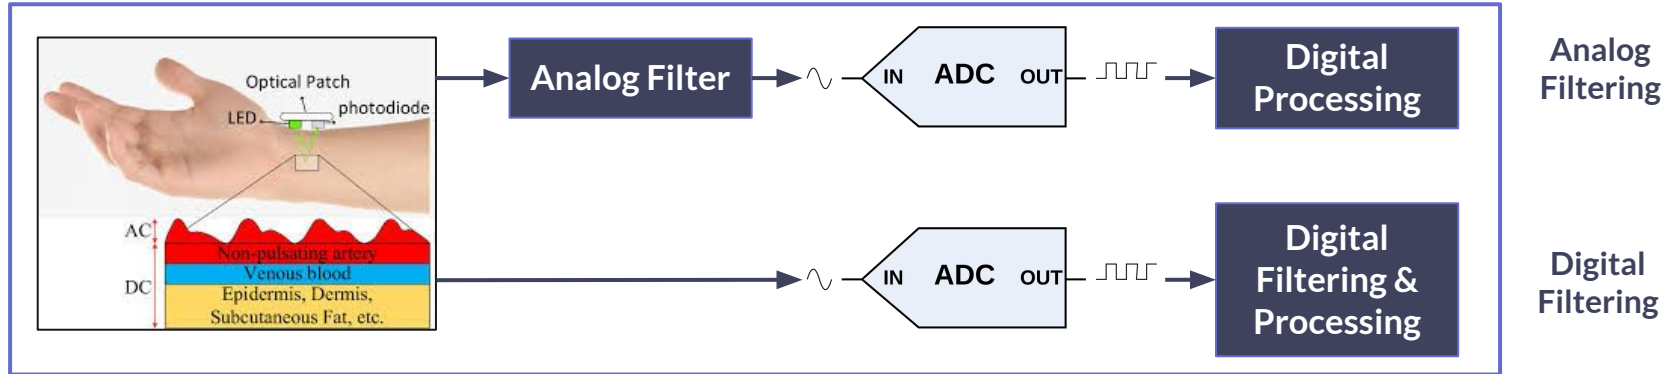 Optical Patch
photodiode
LED
AC
DC
Non-pulsating artery
Venous blood
Epidermis, Dermis,
Subcutaneous Fat, etc.
Analog Filter
IN ADC OUT
Digital
Processing
Analog
Filtering
IN ADC OUT
Digital
Filtering &
Processing
Digital
Filtering